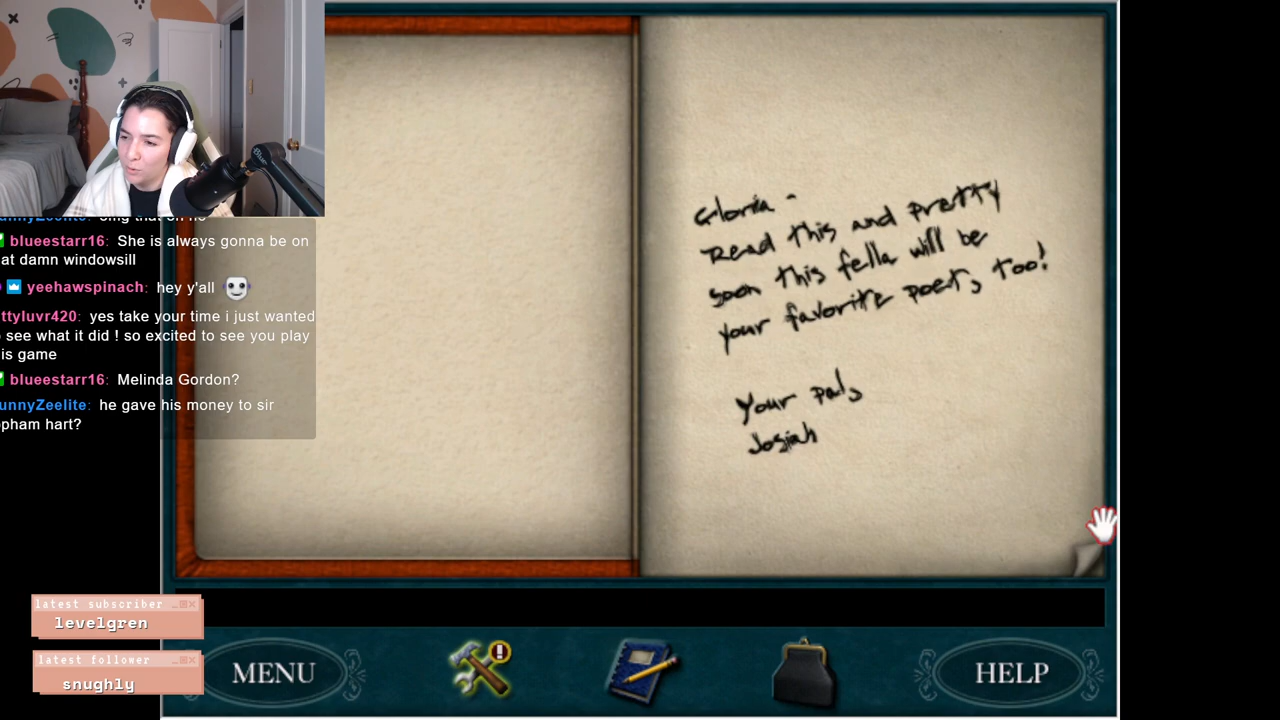 Gloria -
Read this and pretty
soon this fella will be
your favorite poet, too!
Your pal,
Josiah
blueestarr16: She is always gonna be on
at damn windowsill
yeehawspinach: hey y'all
ttyluvr420: yes take your time i just wanted
see what it did ! so excited to see you play
is game
blueestarr16: Melinda Gordon?
unnyZeelite: he gave his money to sir
pham hart?
latest subscriber
levelgren
latest follower
snughly
MENU
HELP